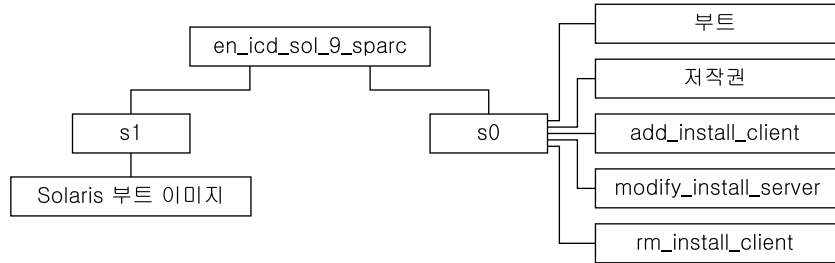 en_icd_sol_9_sparc
s1
s0
Solaris 부트 이미지
부트
저작권
add_install_client
modify_install_server
rm_install_client